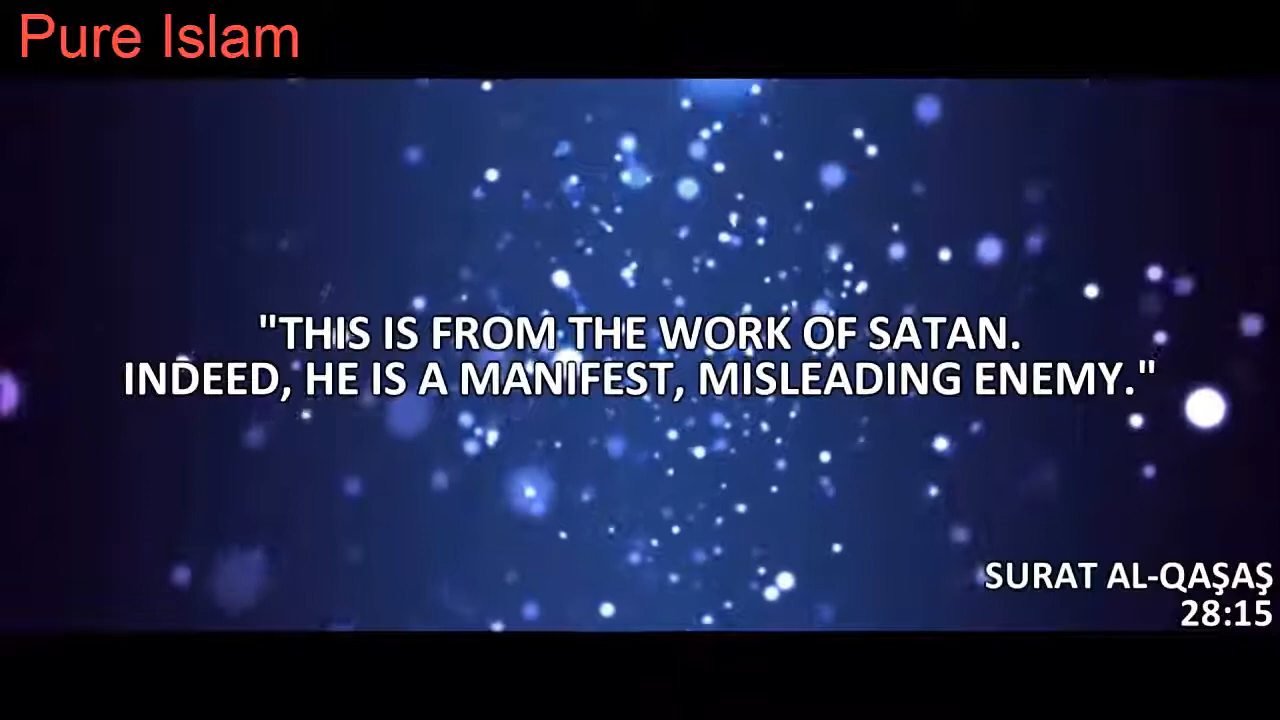 Pure Islam
"THIS IS FROM THE WORK OF SATAN.
INDEED, HE IS A MANIFEST, MISLEADING ENEMY."
SURAT AL-QAŞAŞ
28:15